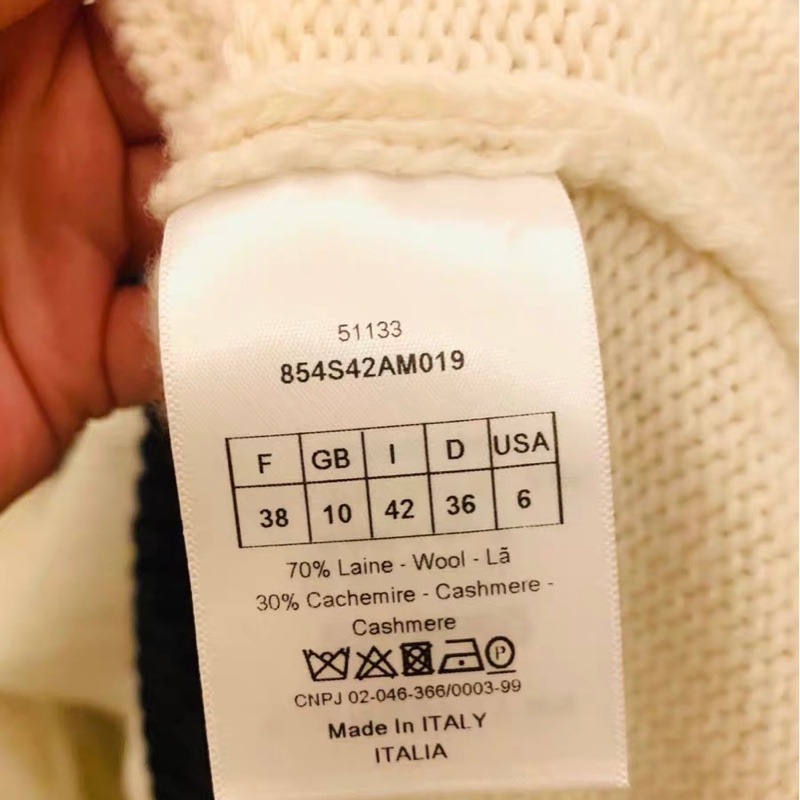 51133
854S42AM019
F GB I D USA
38 10 42 36 6
70% Laine - Wool - Lã
30% Cachemire - Cashmere -
Cashmere
P
CNPJ 02-046-366/0003-99
Made In ITALY
ITALIA